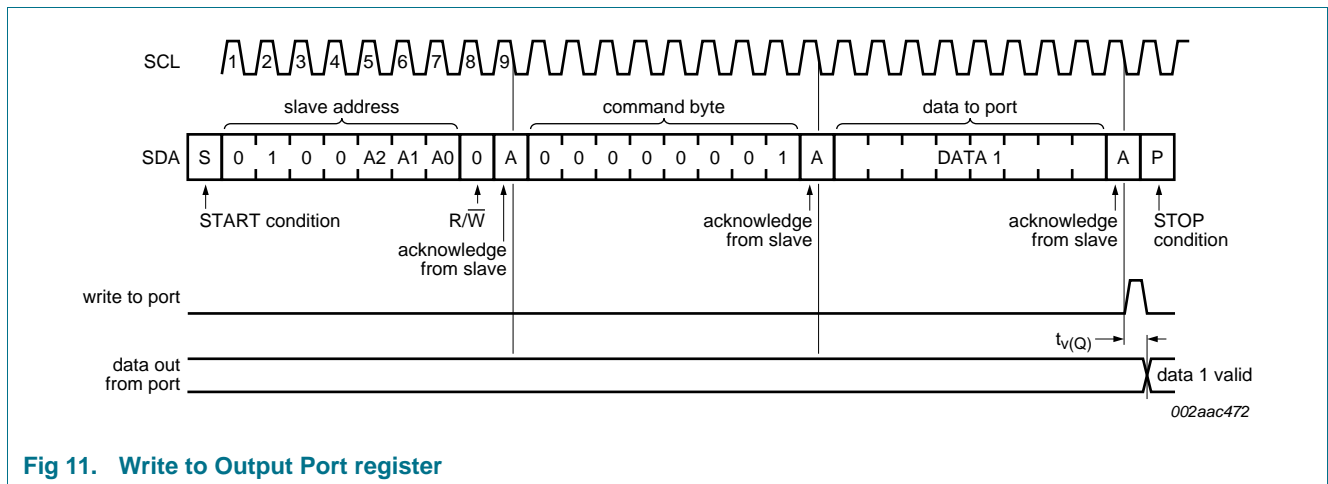 SCL 1 2 3 4 5 6 7 8 9
slave address command byte data to port
SDA S 0 1 0 0 A2 A1 A0 0 A 0 0 0 0 0 0 0 1 A DATA 1 A P
START condition R/W̅ acknowledge from slave acknowledge from slave acknowledge from slave STOP condition
write to port
tv(Q)
data out from port
data 1 valid
002aac472
Fig 11. Write to Output Port register